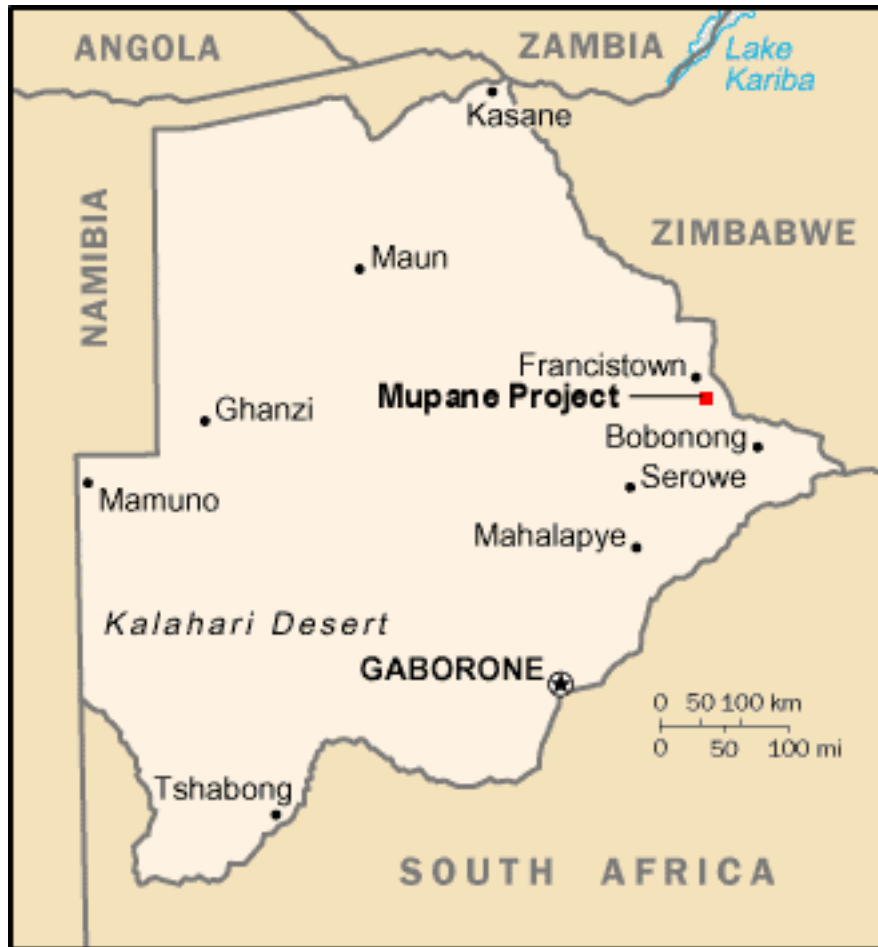 ANGOLA
ZAMBIA
Lake
Kariba
Kasane
NAMIBIA
ZIMBABWE
Maun
Francistown
Mupane Project
Ghanzi
Bobonong
Serowe
Mamuno
Mahalapye
Kalahari Desert
GABORONE
0 50 100 km
0 50 100 mi
Tshabong
SOUTH AFRICA